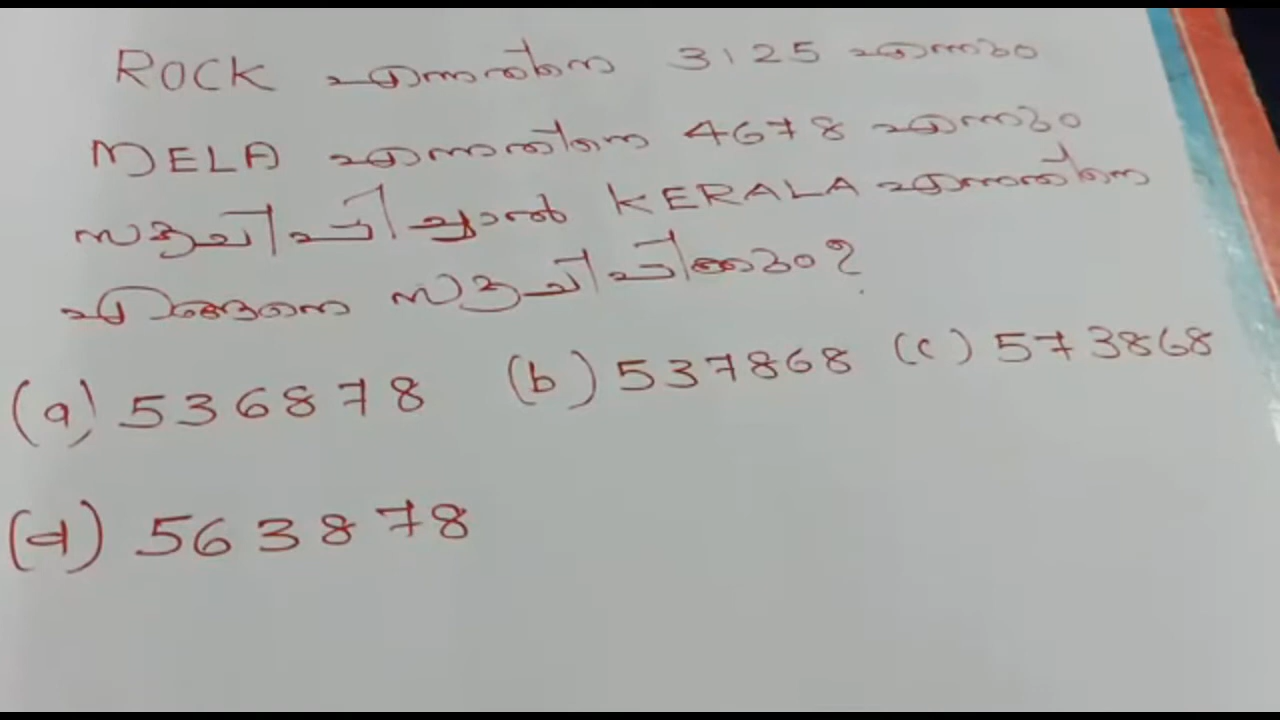 ROCK എന്നതിനെ 3125 എന്നും
MELA എന്നതിനെ 4678 എന്നും
സൂചിപ്പിച്ചാൽ KERALA എന്നതിനെ
എങ്ങനെ സൂചിപ്പിക്കും?
(a) 536878 (b) 537868 (c) 573868
(d) 563878